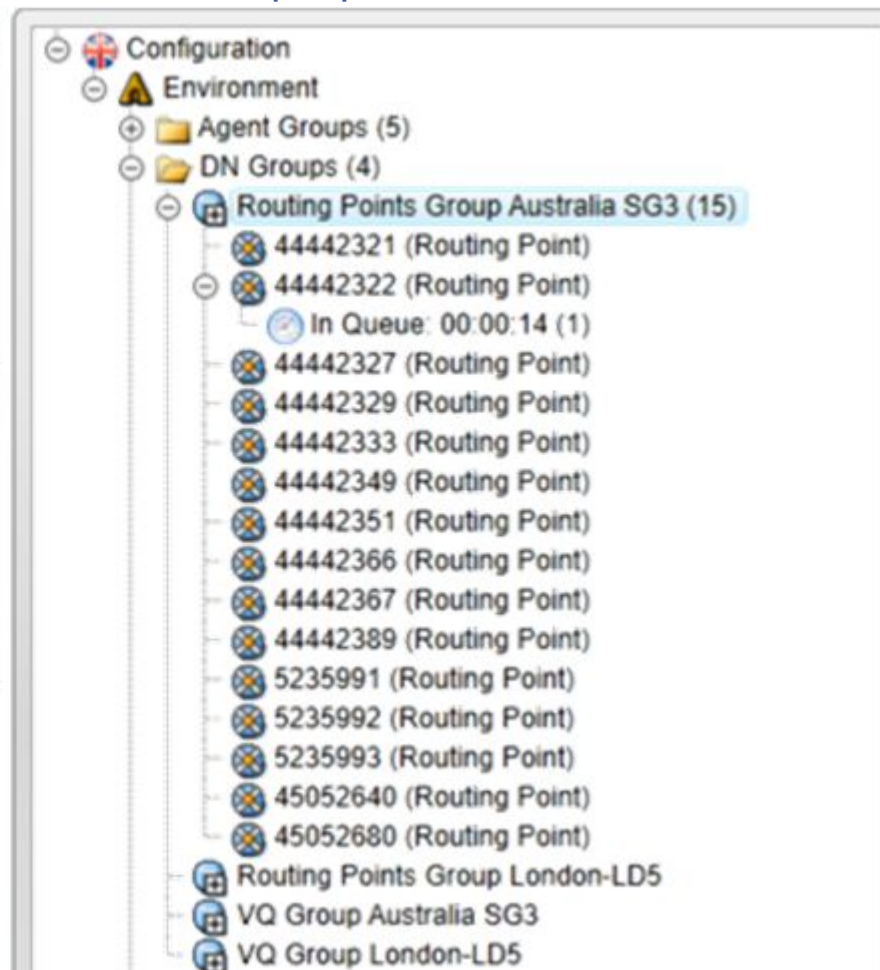 Configuration
Environment
Agent Groups (5)
DN Groups (4)
Routing Points Group Australia SG3 (15)
44442321 (Routing Point)
44442322 (Routing Point)
In Queue: 00:00:14 (1)
44442327 (Routing Point)
44442329 (Routing Point)
44442333 (Routing Point)
44442349 (Routing Point)
44442351 (Routing Point)
44442366 (Routing Point)
44442367 (Routing Point)
44442389 (Routing Point)
5235991 (Routing Point)
5235992 (Routing Point)
5235993 (Routing Point)
45052640 (Routing Point)
45052680 (Routing Point)
Routing Points Group London-LD5
VQ Group Australia SG3
VQ Group London-LD5